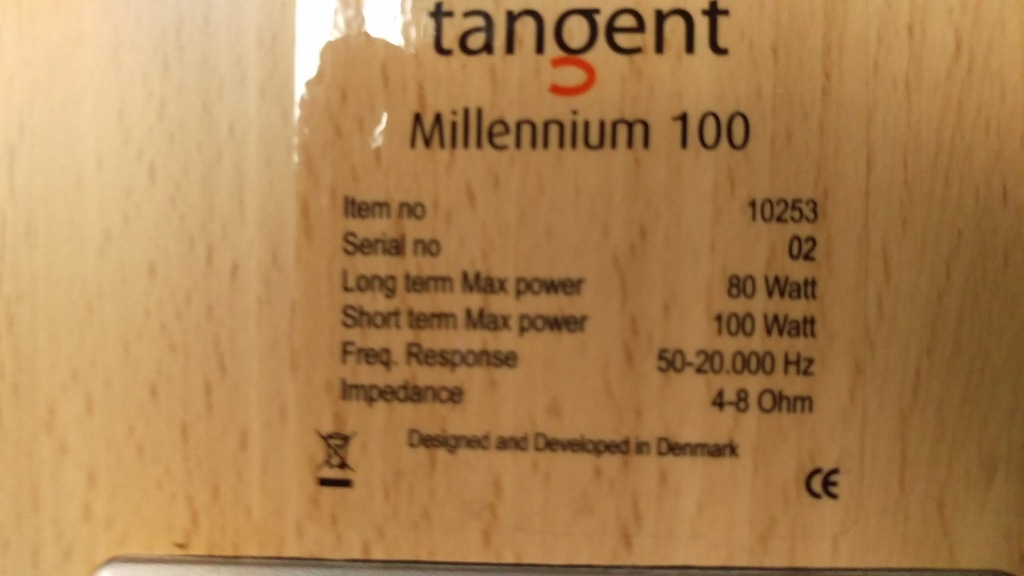 tangent
Millennium 100
Item no 10253
Serial no 02
Long term Max power 80 Watt
Short term Max power 100 Watt
Freq. Response 50-20.000 Hz
Impedance 4-8 Ohm
Designed and Developed in Denmark
CE